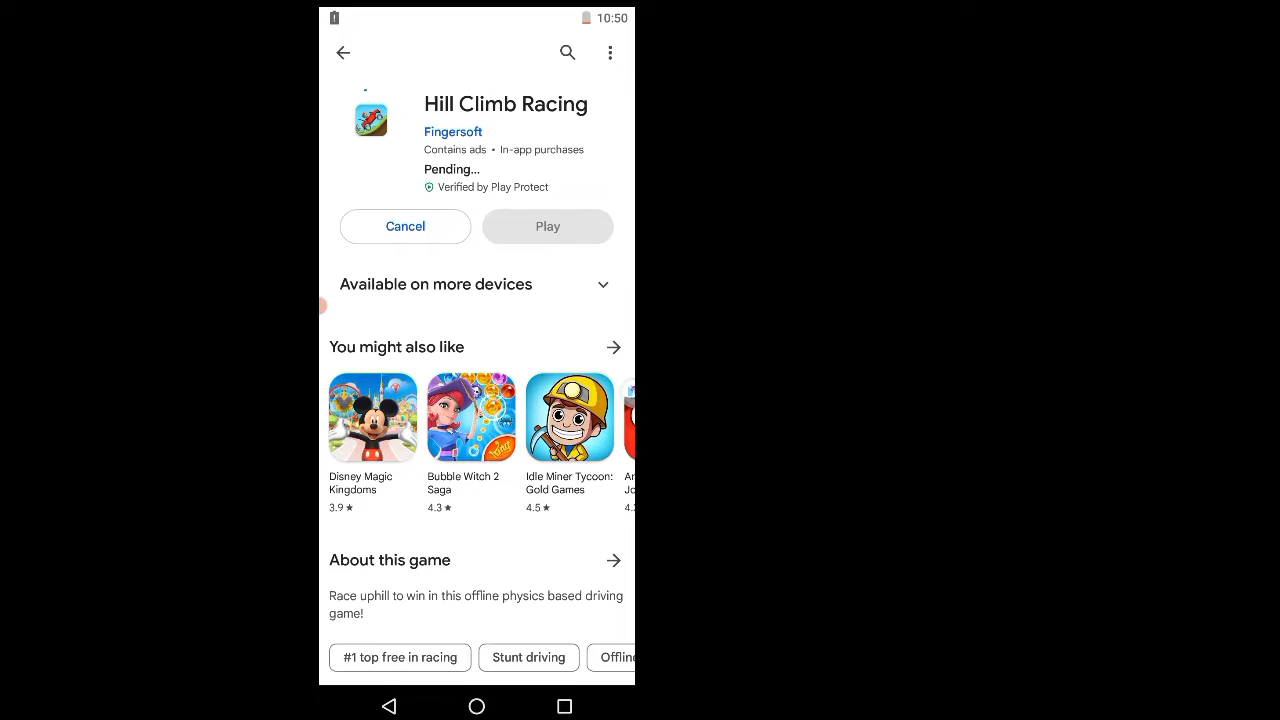 10:50
Hill Climb Racing
Fingersoft
Contains ads • In-app purchases
Pending...
Verified by Play Protect
Cancel
Play
Available on more devices
You might also like
Disney Magic Kingdoms
3.9 ★
Bubble Witch 2 Saga
4.3 ★
Idle Miner Tycoon: Gold Games
4.5 ★
About this game
Race uphill to win in this offline physics based driving
game!
#1 top free in racing
Stunt driving